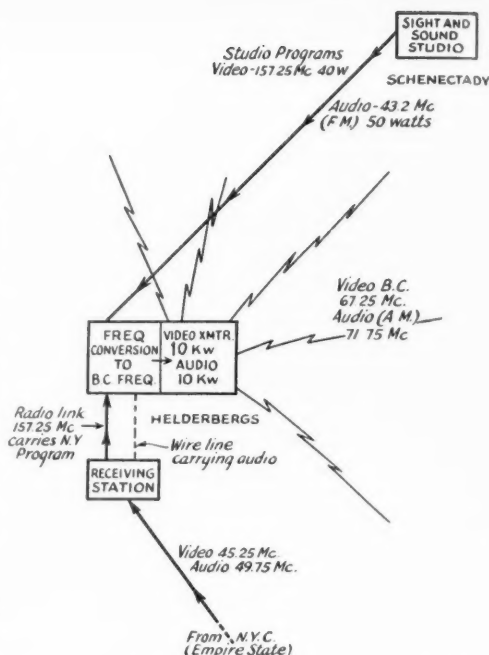 SIGHT AND
SOUND
STUDIO
SCHENECTADY
Studio Programs
Video-157.25 Mc 40w
Audio-43.2 Mc
(F.M.) 50 watts
Video B.C.
67.25 Mc.
Audio (A.M.)
71 75 Mc
FREQ
CONVERSION
TO
B.C. FREQ.
VIDEO XMTR.
10 Kw
AUDIO
10 Kw
HELDERBERGS
Radio link
157.25 Mc
carries N.Y
Program
Wire line
carrying audio
RECEIVING
STATION
Video 45.25 Mc.
Audio 49.75 Mc.
From N.Y.C.
(Empire State)